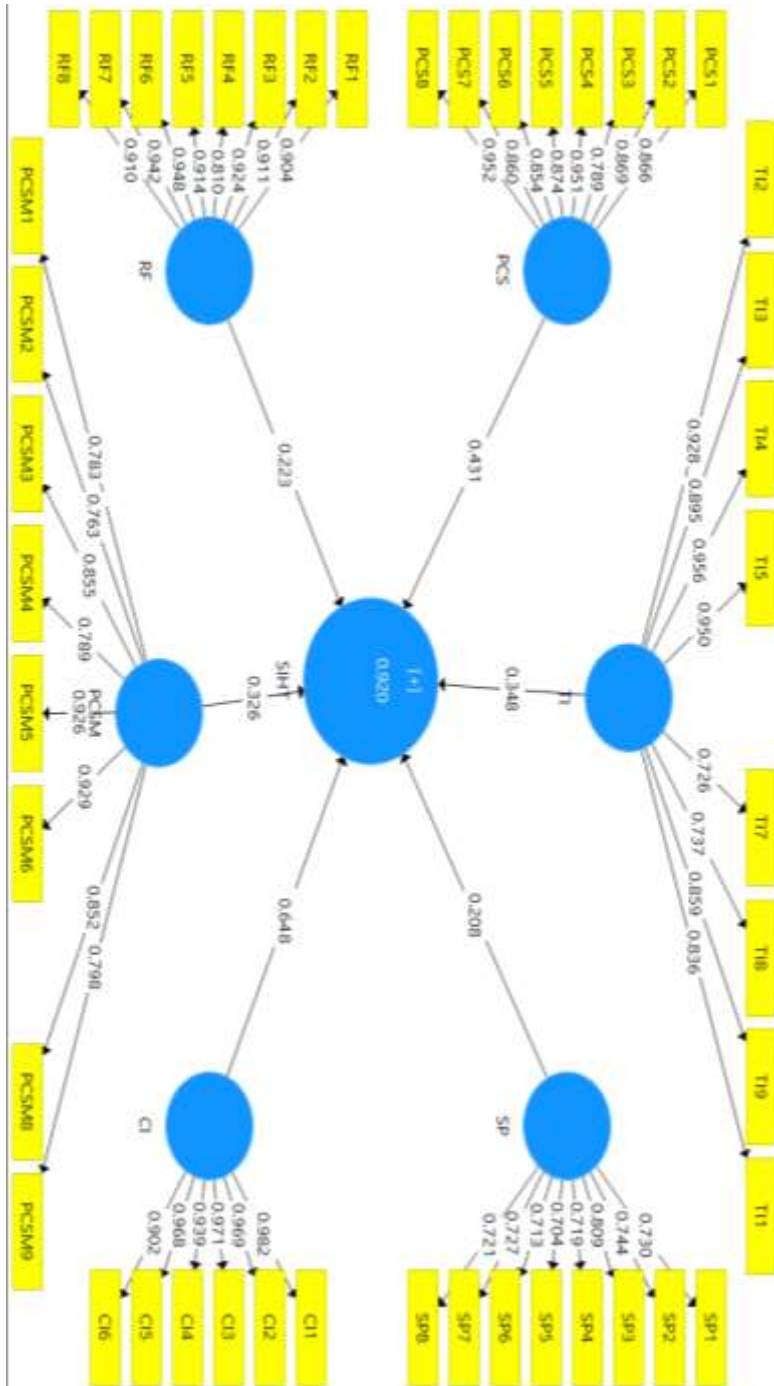 TI2
TI3
TI4
TI5
TI7
TI8
TI9
TI1
0.928
0.895
0.956
0.950
0.726
0.737
0.859
0.836
TI
PCS1
PCS2
PCS3
PCS4
PCS5
PCS6
PCS7
PCS8
0.866
0.869
0.789
0.951
0.874
0.854
0.860
0.952
PCS
0.431
0.348
0.208
SP
0.730
0.744
0.809
0.719
0.704
0.713
0.727
0.721
SP1
SP2
SP3
SP4
SP5
SP6
SP7
SP8
[+]
0.920
SIHT
RF1
RF2
RF3
RF4
RF5
RF6
RF7
RF8
0.904
0.911
0.924
0.810
0.914
0.948
0.942
0.910
RF
0.223
0.326
0.648
CI
0.982
0.969
0.971
0.939
0.968
0.902
CI1
CI2
CI3
CI4
CI5
CI6
PCSM
0.783
0.763
0.855
0.789
0.926
0.929
0.852
0.798
PCSM1
PCSM2
PCSM3
PCSM4
PCSM5
PCSM6
PCSM8
PCSM9